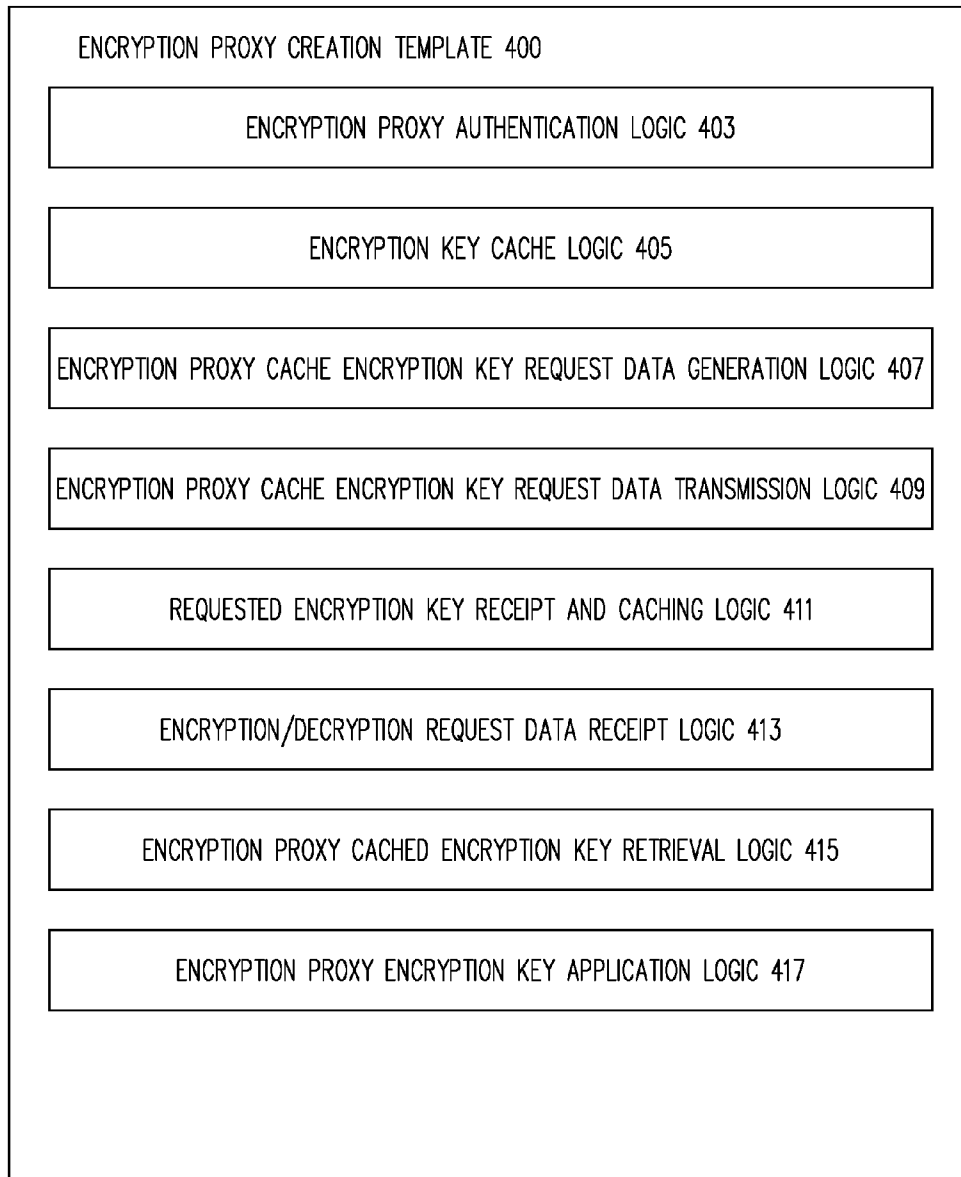 ENCRYPTION PROXY CREATION TEMPLATE 400
ENCRYPTION PROXY AUTHENTICATION LOGIC 403
ENCRYPTION KEY CACHE LOGIC 405
ENCRYPTION PROXY CACHE ENCRYPTION KEY REQUEST DATA GENERATION LOGIC 407
ENCRYPTION PROXY CACHE ENCRYPTION KEY REQUEST DATA TRANSMISSION LOGIC 409
REQUESTED ENCRYPTION KEY RECEIPT AND CACHING LOGIC 411
ENCRYPTION/DECRYPTION REQUEST DATA RECEIPT LOGIC 413
ENCRYPTION PROXY CACHED ENCRYPTION KEY RETRIEVAL LOGIC 415
ENCRYPTION PROXY ENCRYPTION KEY APPLICATION LOGIC 417